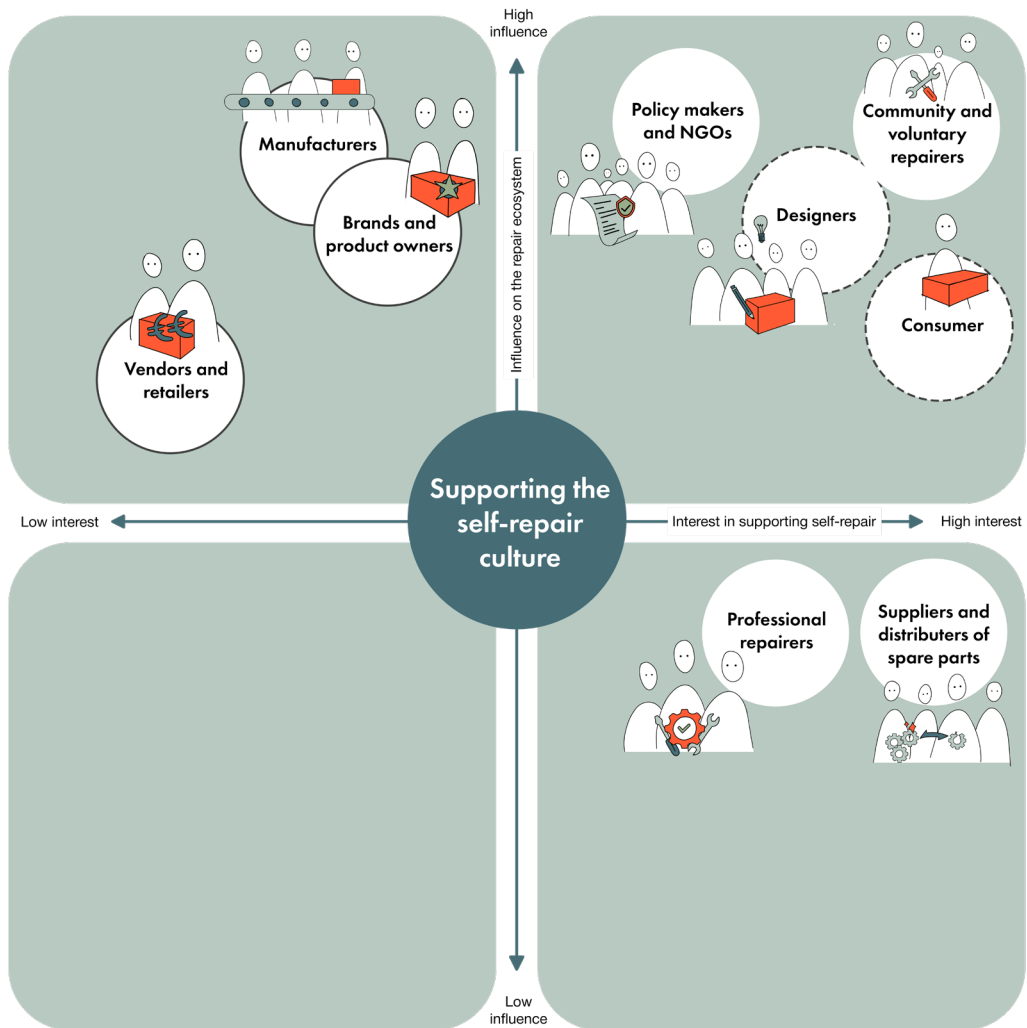 High
influence
Manufacturers
Brands and
product owners
Vendors and
retailers
Influence on the repair ecosystem
Policy makers
and NGOs
Community and
voluntary
repairers
Designers
Consumer
Low interest
Supporting the
self-repair
culture
Interest in supporting self-repair
High interest
Professional
repairers
Suppliers and
distributers of
spare parts
Low
influence